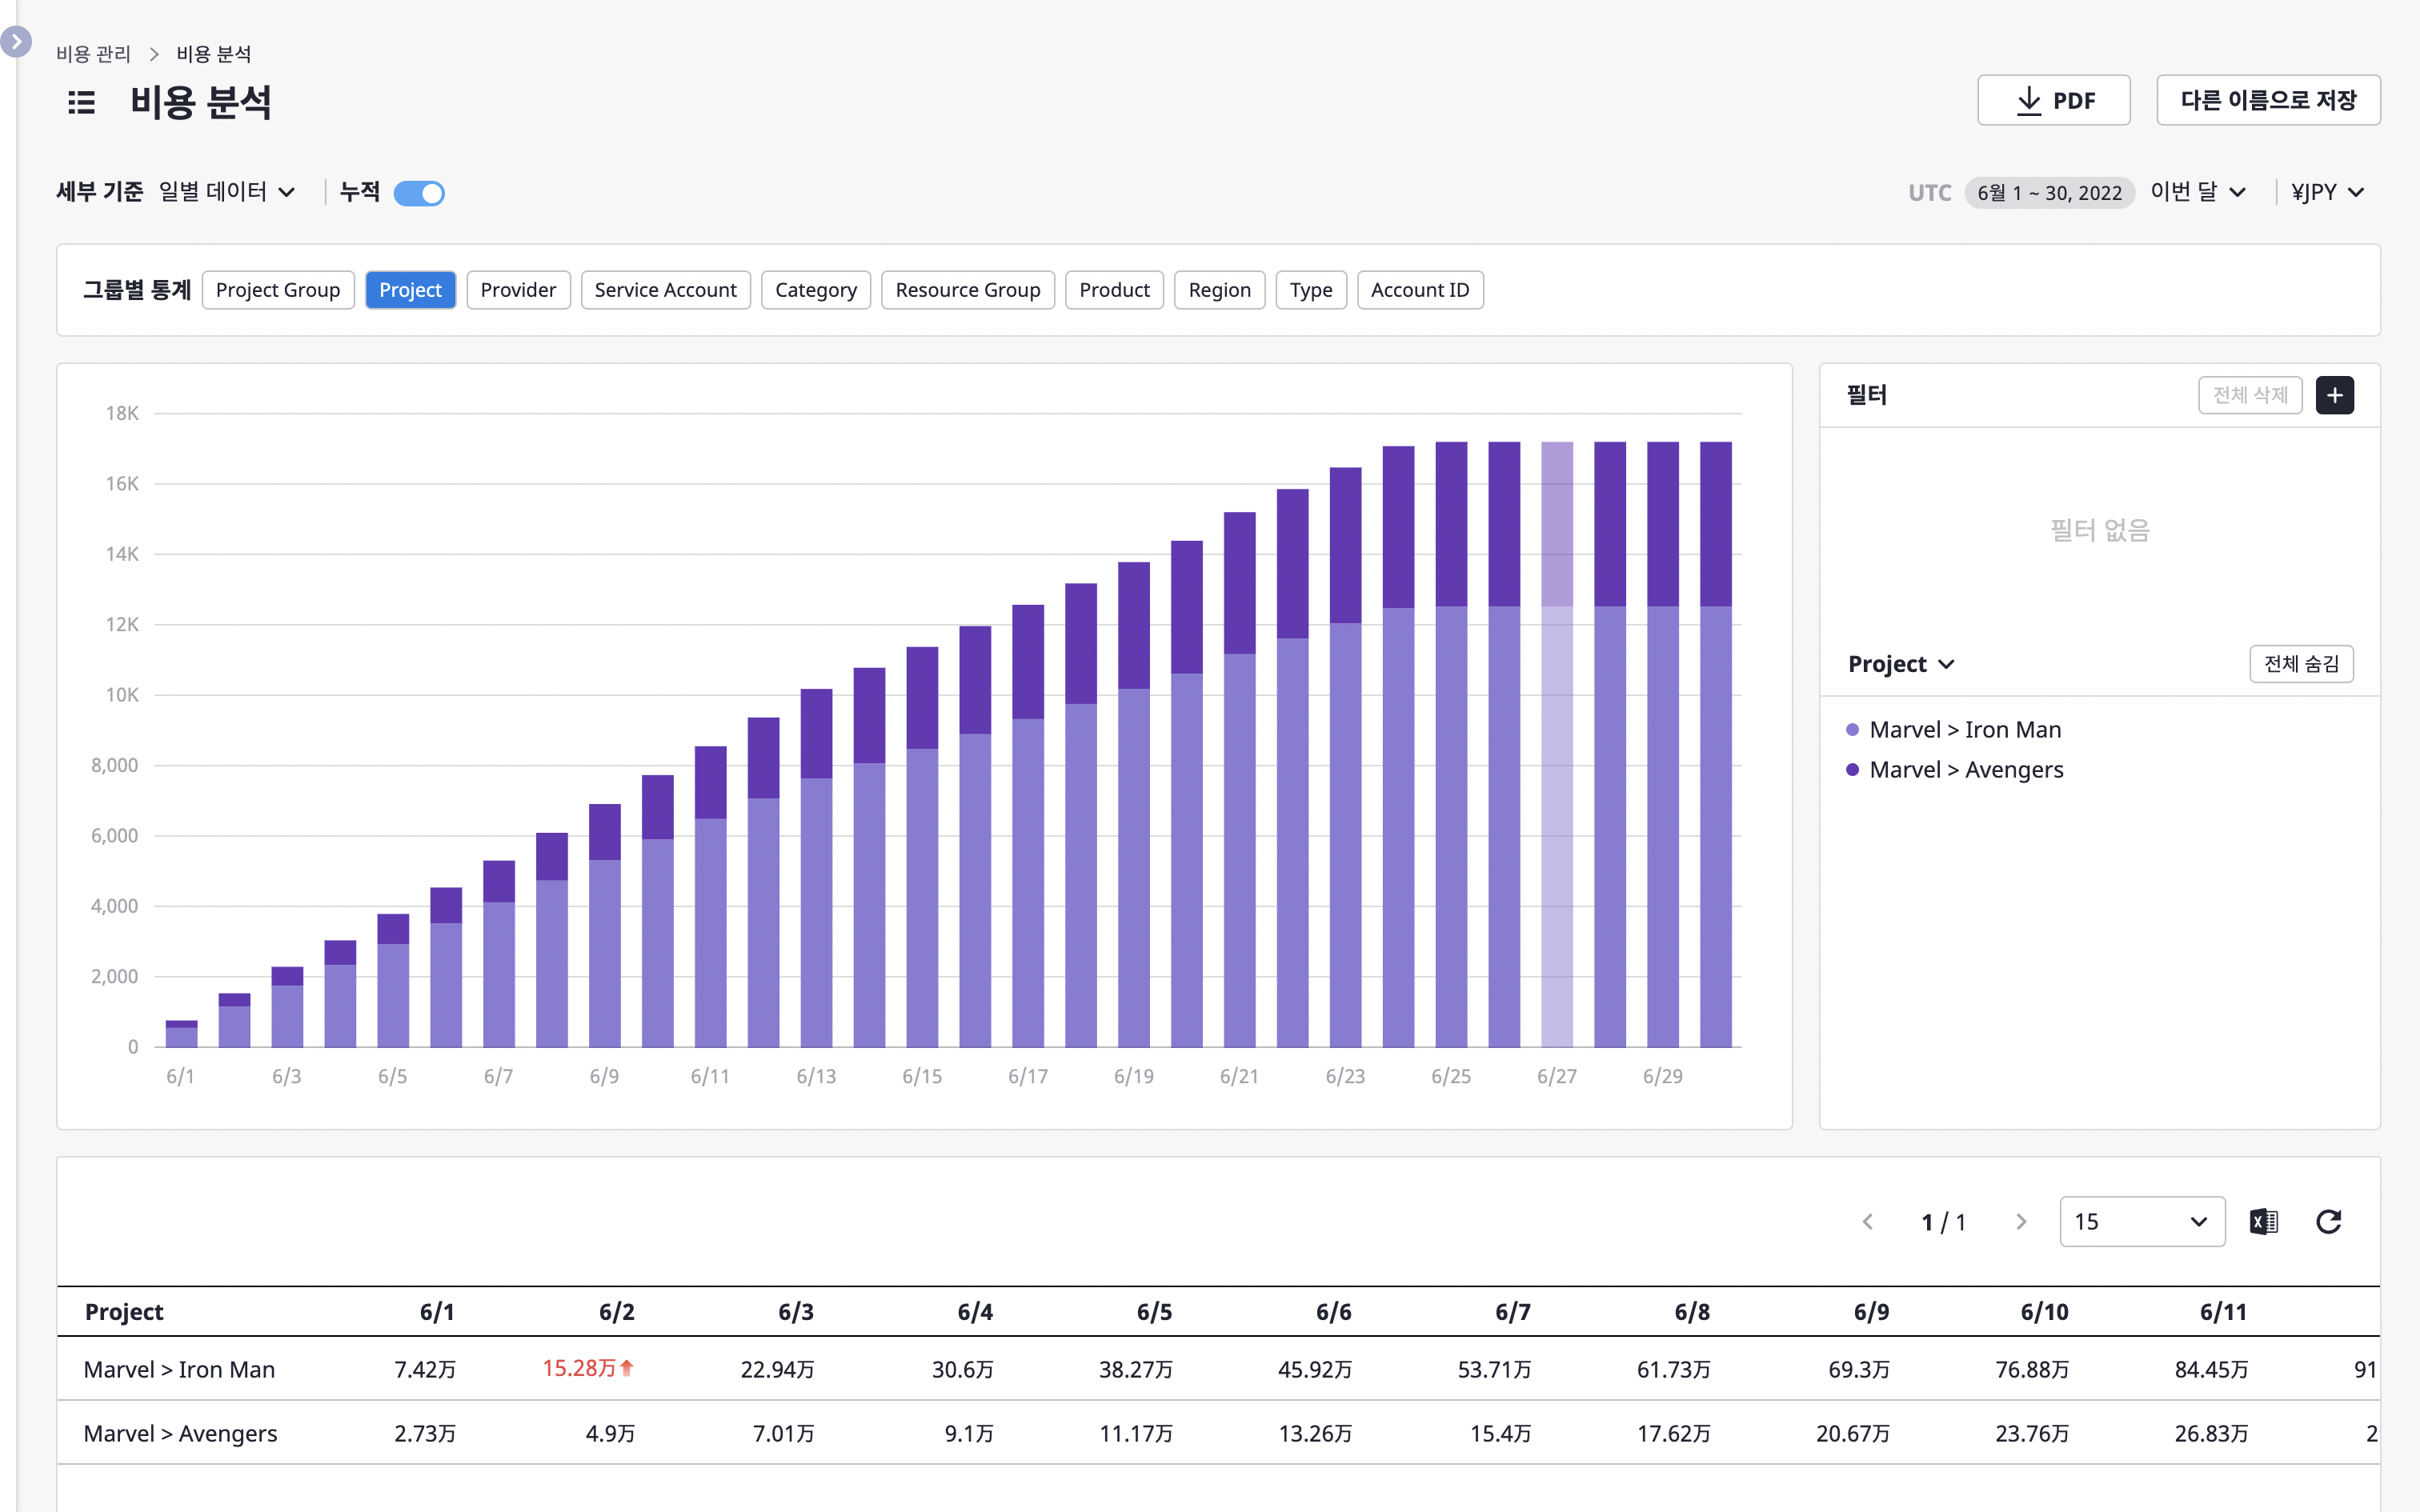 비용 관리 > 비용 분석
비용 분석
PDF
다른 이름으로 저장
세부 기준 일별 데이터 누적
UTC 6월 1 ~ 30, 2022 이번 달 ¥JPY
그룹별 통계 Project Group Project Provider Service Account Category Resource Group Product Region Type Account ID
18K
16K
14K
12K
10K
8,000
6,000
4,000
2,000
0
6/1 6/3 6/5 6/7 6/9 6/11 6/13 6/15 6/17 6/19 6/21 6/23 6/25 6/27 6/29
필터 전체 삭제 +
필터 없음
Project 전체 숨김
Marvel > Iron Man
Marvel > Avengers
1 / 1 15
Project 6/1 6/2 6/3 6/4 6/5 6/6 6/7 6/8 6/9 6/10 6/11
Marvel > Iron Man 7.42万 15.28万 22.94万 30.6万 38.27万 45.92万 53.71万 61.73万 69.3万 76.88万 84.45万 91
Marvel > Avengers 2.73万 4.9万 7.01万 9.1万 11.17万 13.26万 15.4万 17.62万 20.67万 23.76万 26.83万 2